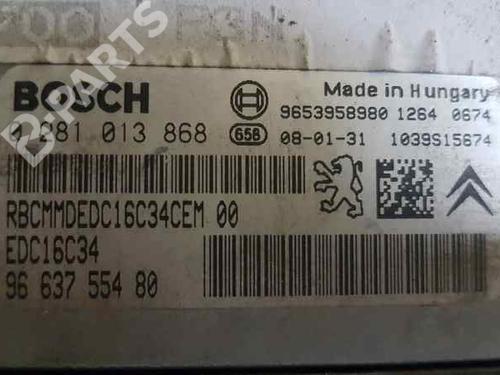 BOSCH
Made in Hungary
9653958980 1264 0674
0 281 013 868
658
08-01-31
1039S15674
RBCMMDEDC16C34CEM 00
EDC16C34
96 637 554 80
B-PARTS